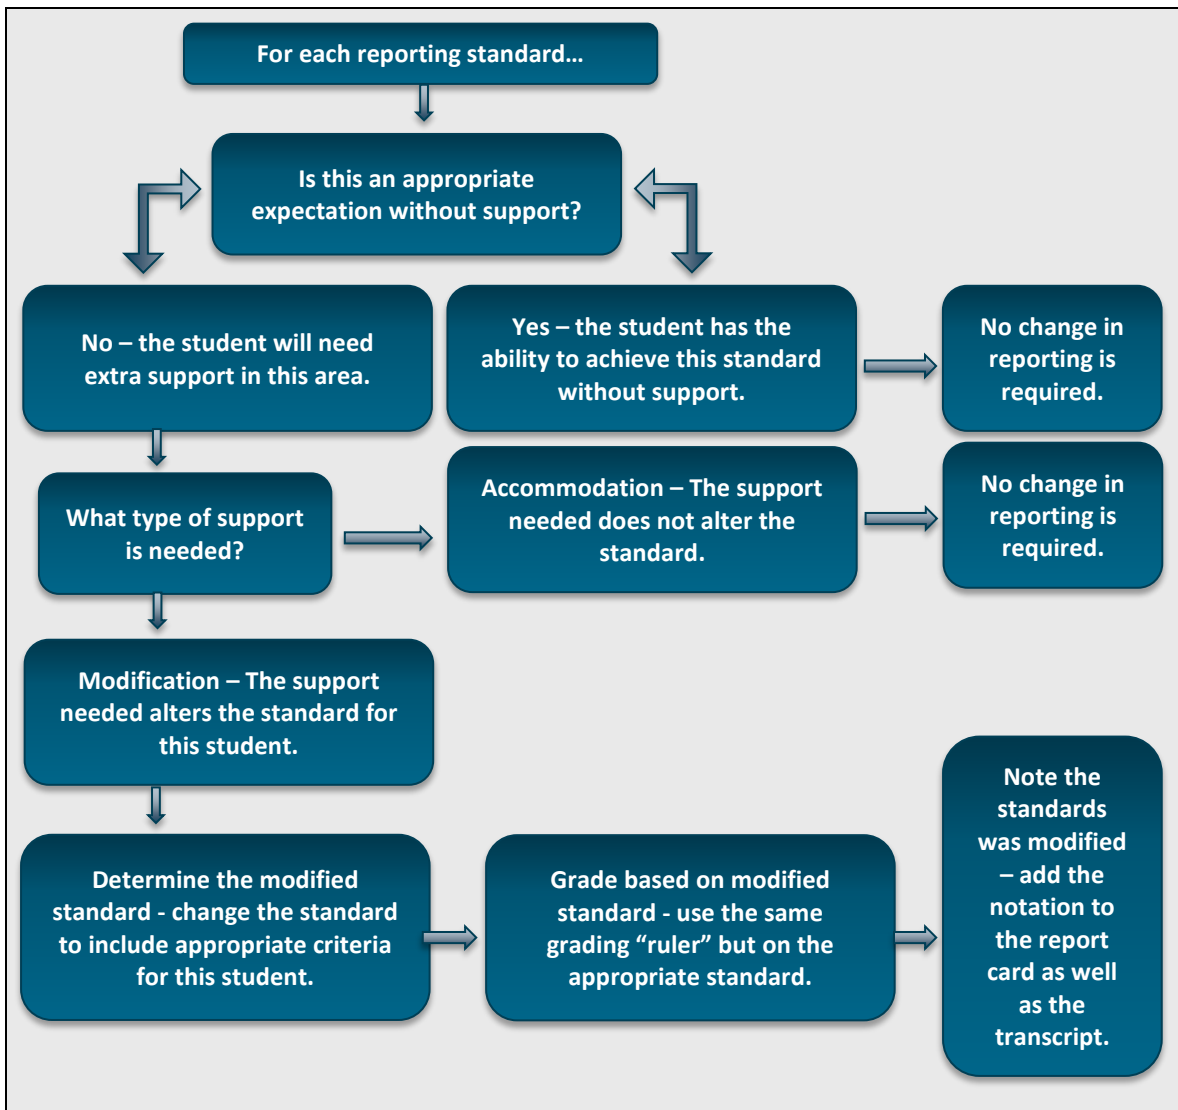 For each reporting standard…
Is this an appropriate
expectation without support?
No – the student will need
extra support in this area.
Yes – the student has the
ability to achieve this standard
without support.
No change in
reporting is
required.
What type of support
is needed?
Accommodation – The support
needed does not alter the
standard.
No change in
reporting is
required.
Modification – The support
needed alters the standard for
this student.
Determine the modified
standard - change the standard
to include appropriate criteria
for this student.
Grade based on modified
standard - use the same
grading “ruler” but on the
appropriate standard.
Note the
standards
was modified
– add the
notation to
the report
card as well
as the
transcript.